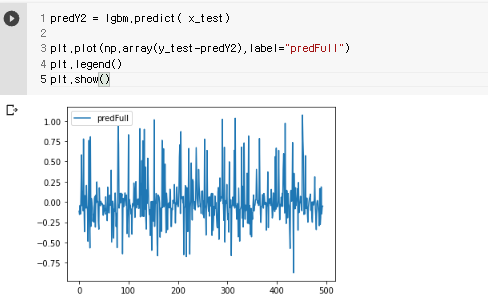 1 predY2 = lgbm.predict( x_test)
2
3 plt.plot(np.array(y_test-predY2),label="predFull")
4 plt.legend()
5 plt.show()
predFull
1.00
0.75
0.50
0.25
0.00
−0.25
−0.50
−0.75
0 100 200 300 400 500